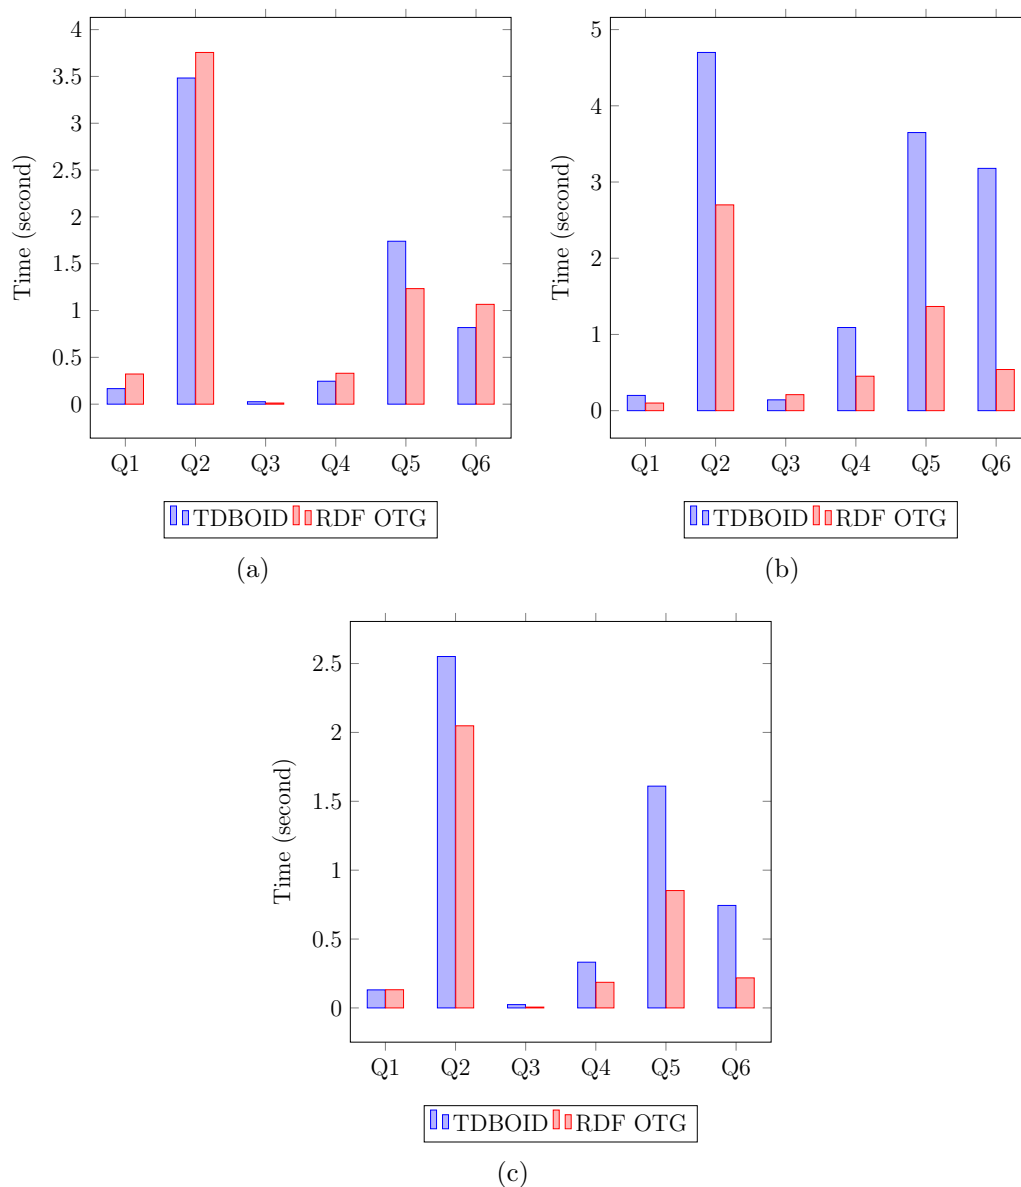 4
3.5
3
2.5
2
1.5
1
0.5
0
Time (second)
Q1 Q2 Q3 Q4 Q5 Q6
TDBOID RDF OTG
(a)
5
4
3
2
1
0
Time (second)
Q1 Q2 Q3 Q4 Q5 Q6
TDBOID RDF OTG
(b)
2.5
2
1.5
1
0.5
0
Time (second)
Q1 Q2 Q3 Q4 Q5 Q6
TDBOID RDF OTG
(c)